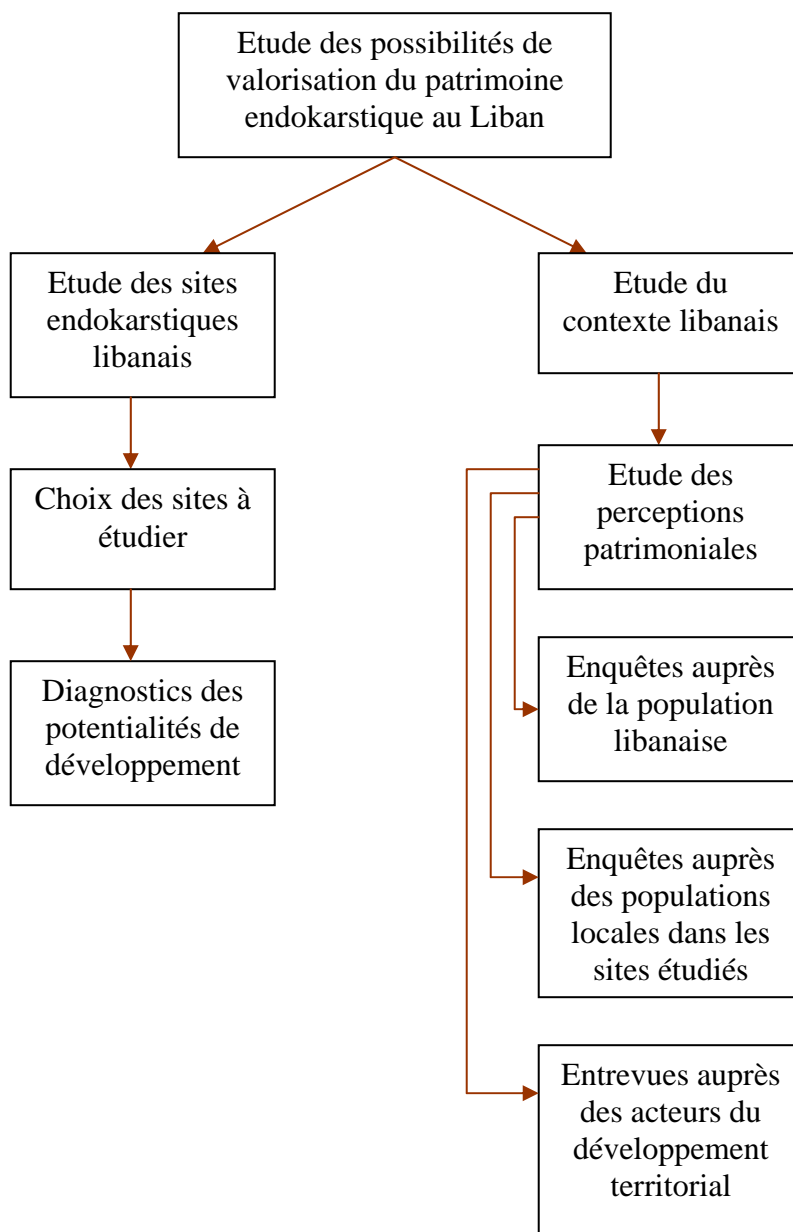 Etude des possibilités de
valorisation du patrimoine
endokarstique au Liban
Etude des sites
endokarstiques
libanais
Choix des sites à
étudier
Diagnostics des
potentialités de
développement
Etude du
contexte libanais
Etude des
perceptions
patrimoniales
Enquêtes auprès
de la population
libanaise
Enquêtes auprès
des populations
locales dans les
sites étudiés
Entrevues auprès
des acteurs du
développement
territorial